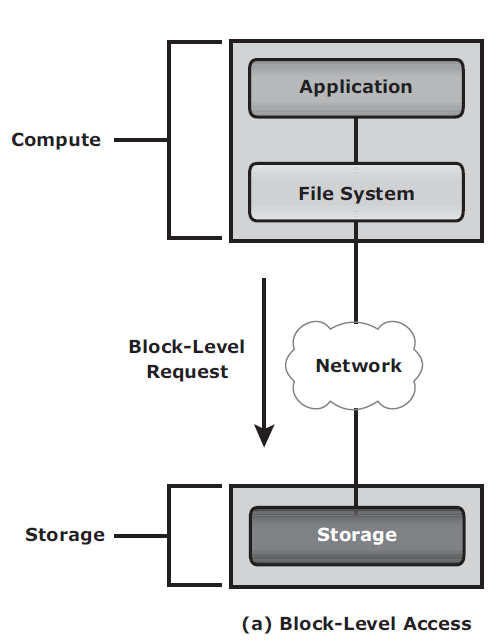 Application
Compute
File System
Block-Level
Request
Network
Storage
Storage
(a) Block-Level Access